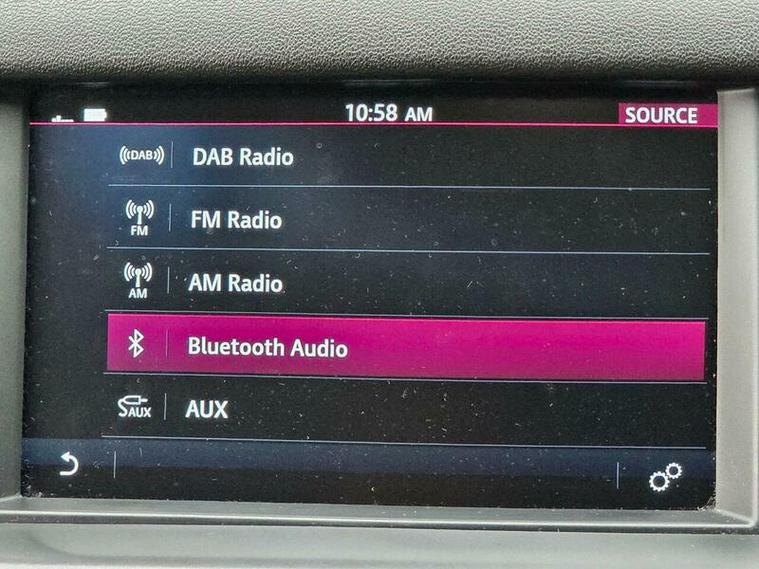 10:58 AM
SOURCE
DAB
DAB Radio
FM
FM Radio
AM
AM Radio
Bluetooth Audio
AUX
AUX